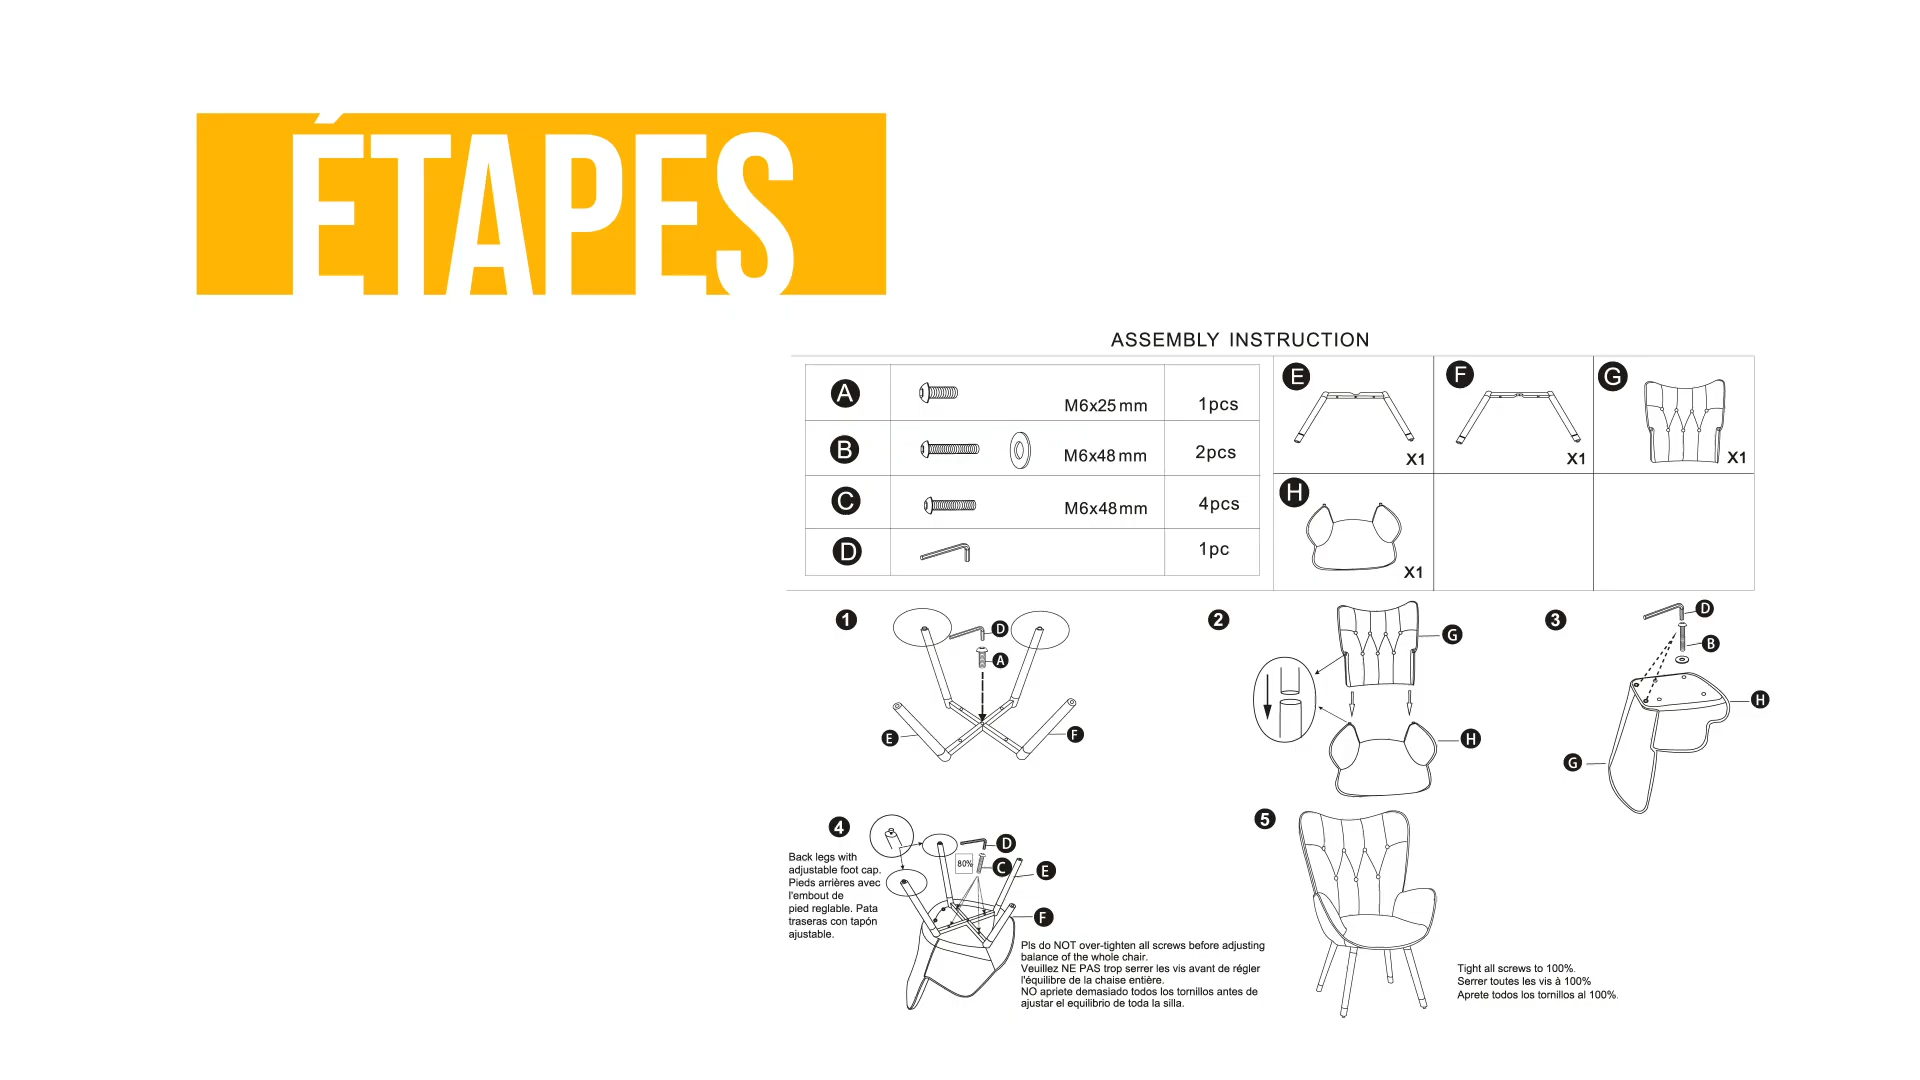 ÉTAPES
ASSEMBLY INSTRUCTION
A M6x25mm 1pcs
B M6x48mm 2pcs
C M6x48mm 4pcs
D 1pc
E X1
F X1
G X1
H X1
1
D
A
E
F
2
G
H
3
D
B
H
G
4
Back legs with
adjustable foot cap.
Pieds arrières avec
l'embout de
pied reglable. Pata
traseras con tapón
ajustable.
D
80%
C
E
F
Pls do NOT over-tighten all screws before adjusting
balance of the whole chair.
Veuillez NE PAS trop serrer les vis avant de régler
l'équilibre de la chaise entière.
NO apriete demasiado todos los tornillos antes de
ajustar el equilibrio de toda la silla.
5
Tight all screws to 100%.
Serrer toutes les vis à 100%
Aprete todos los tornillos al 100%.